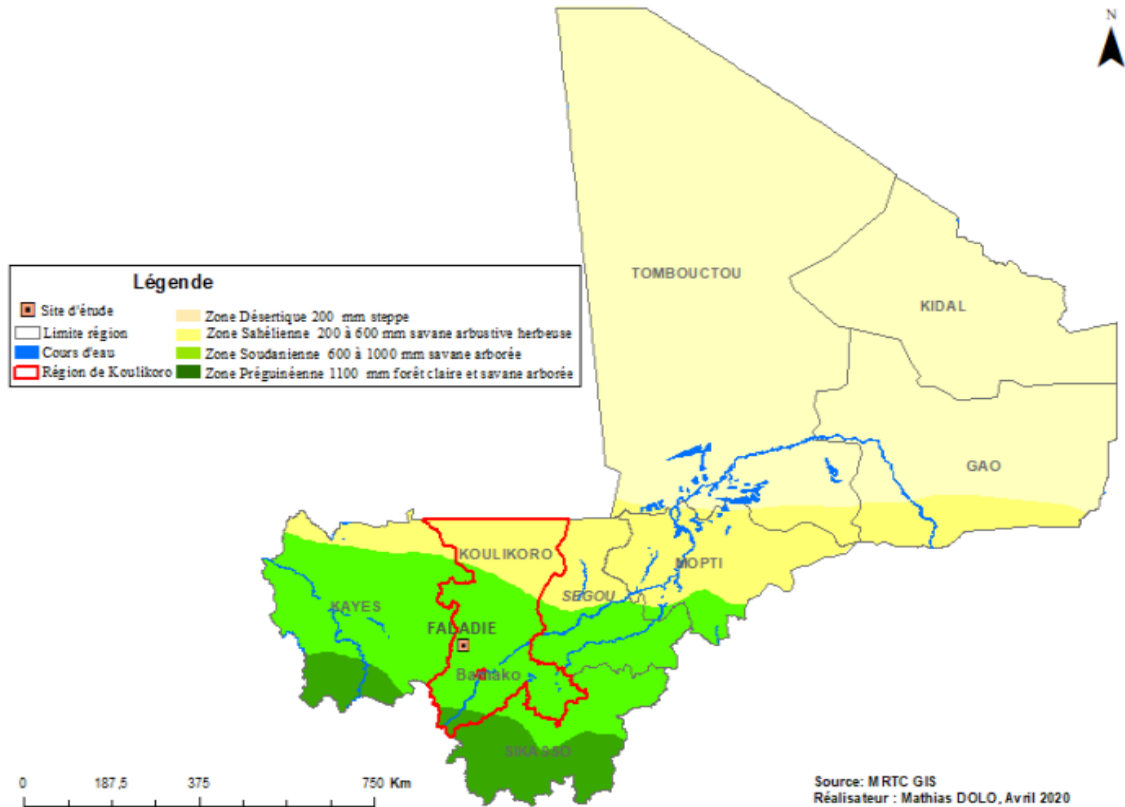 N
TOMBOUCTOU
KIDAL
Légende
Site d'étude
Limite région
Cours d'eau
Région de Koulikoro
Zone Désertique 200 mm steppe
Zone Sahélienne 200 à 600 mm savane arbustive herbeuse
Zone Soudanienne 600 à 1000 mm savane arborée
Zone Préguinéenne 1100 mm forêt claire et savane arborée
GAO
KOULIKORO
MOPTI
SEGOU
KAYES
FALADIE
Bamako
SIKASSO
0 187,5 375 750 Km
Source: MRTC GIS
Réalisateur : Mathias DOLO, Avril 2020